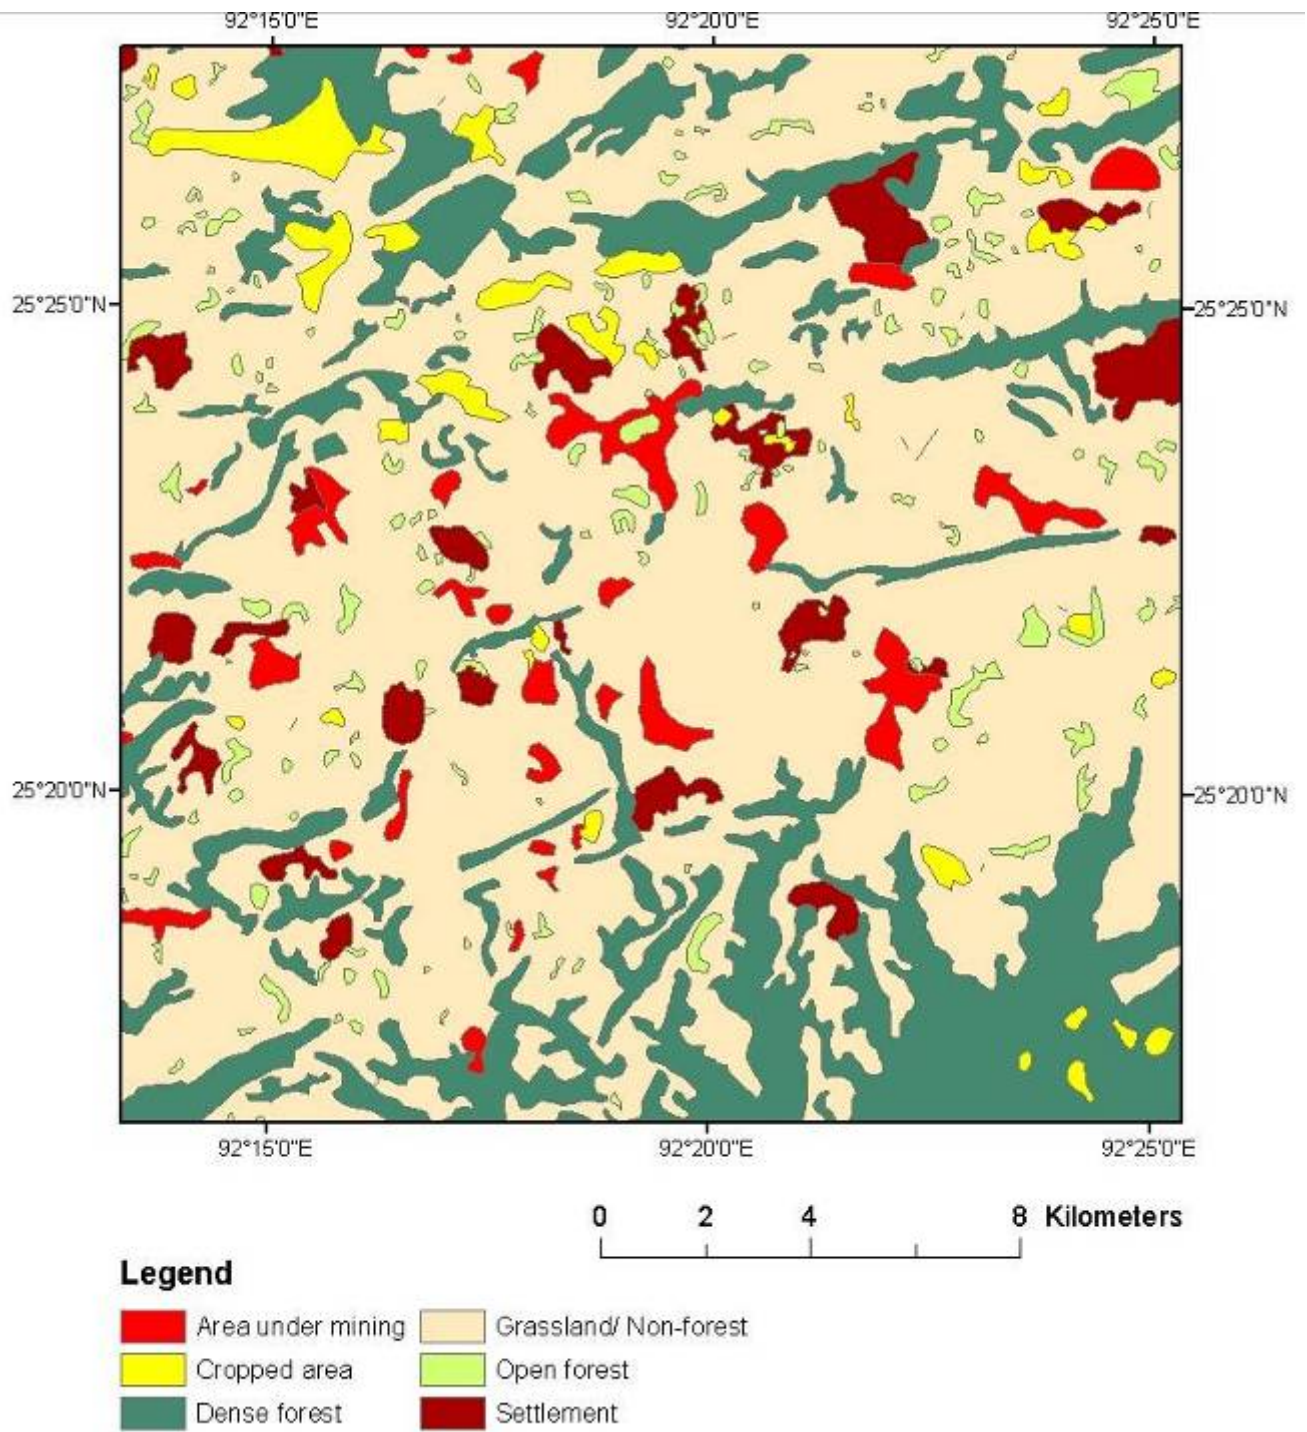 92°15'0"E 92°20'0"E 92°25'0"E
25°25'0"N 25°25'0"N
25°20'0"N 25°20'0"N
92°15'0"E 92°20'0"E 92°25'0"E
0 2 4 8 Kilometers
Legend
Area under mining Grassland/ Non-forest
Cropped area Open forest
Dense forest Settlement